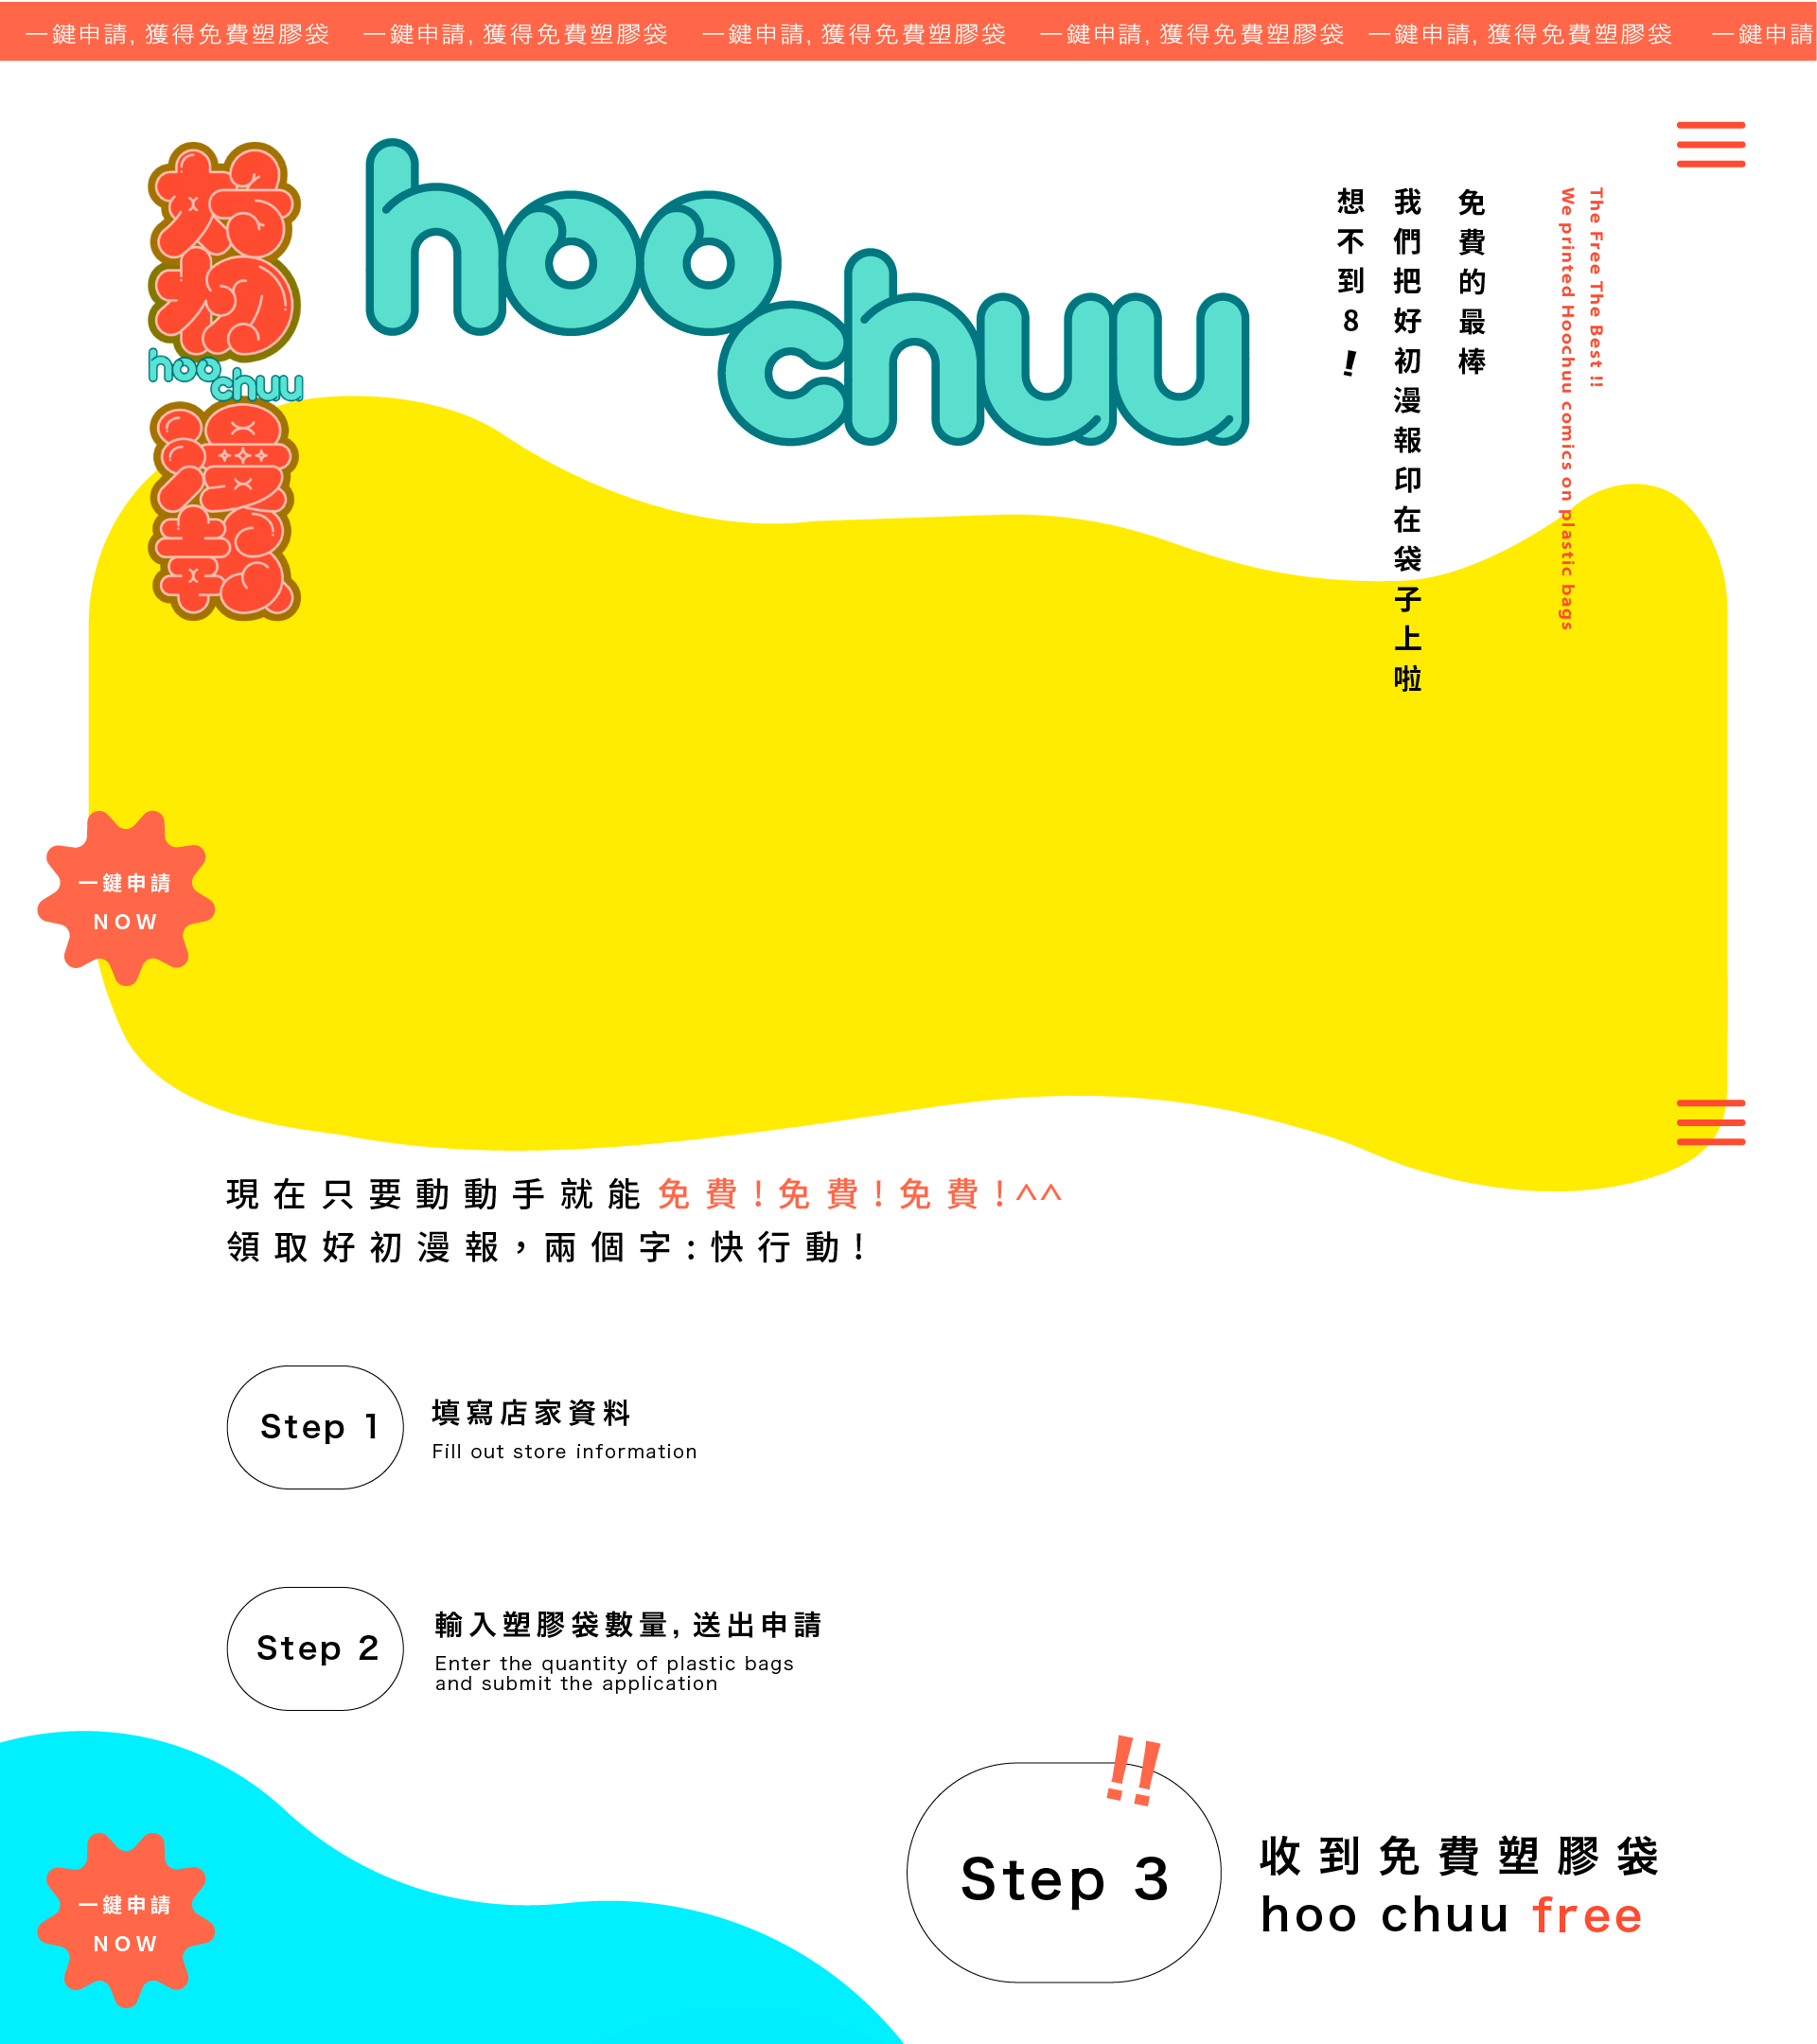 一鍵申請, 獲得免費塑膠袋 一鍵申請, 獲得免費塑膠袋 一鍵申請, 獲得免費塑膠袋 一鍵申請, 獲得免費塑膠袋 一鍵申請, 獲得免費塑膠袋 一鍵申請
好初
hoo
chuu
漫報
hoo
chuu
The Free The Best !!
We printed Hoochuu comics on plastic bags
免費的最棒
我們把好初漫報印在袋子上啦
想不到8!
一鍵申請
NOW
現在只要動動手就能 免費!免費!免費!^^
領取好初漫報，兩個字:快行動!
Step 1
填寫店家資料
Fill out store information
Step 2
輸入塑膠袋數量, 送出申請
Enter the quantity of plastic bags
and submit the application
!!
Step 3
收到免費塑膠袋
hoo chuu free
一鍵申請
NOW